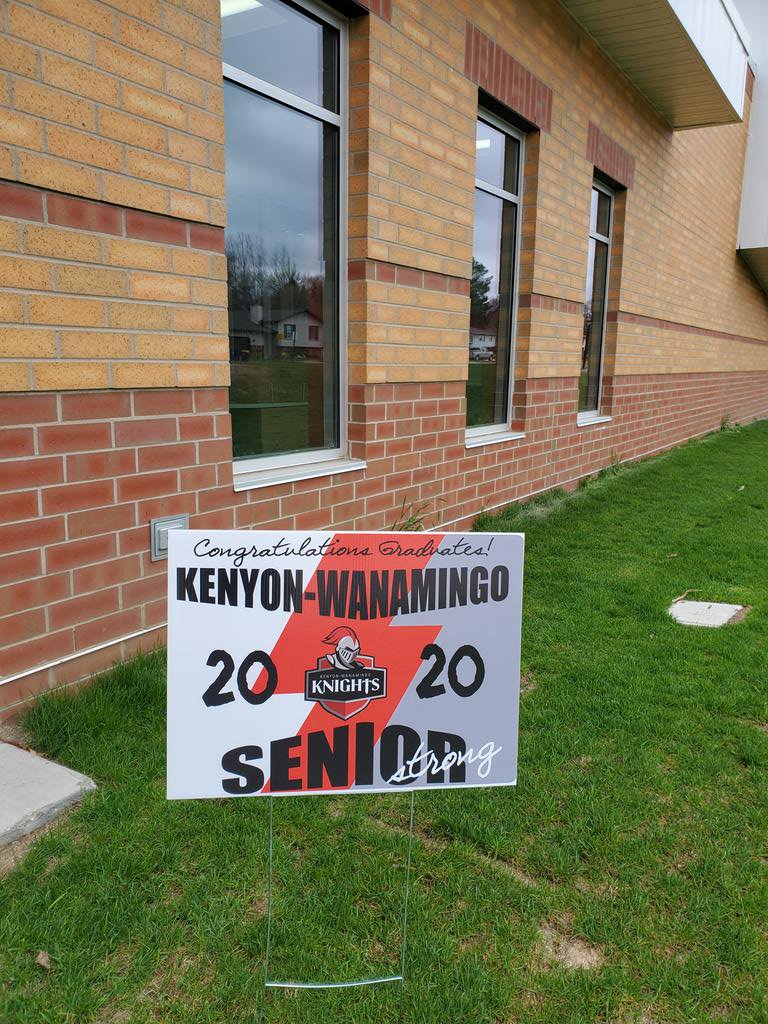 Congratulations Graduates!
KENYON-WANAMINGO
20 20
KENYON-WANAMINGO
KNIGHTS
SENIOR
strong